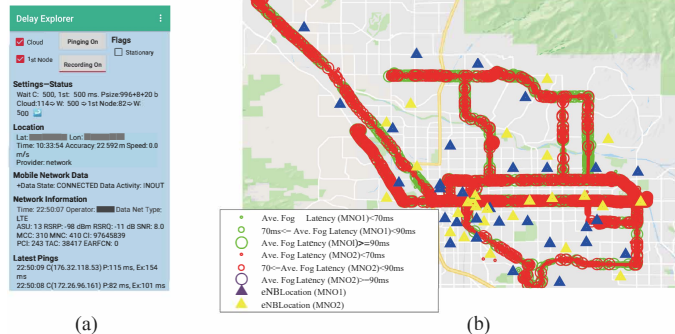 Delay Explorer
Cloud
Pinging On
Flags
Stationary
1st Node
Recording On
Settings—Status
Wait C: 500, 1st: 500 ms. Psize:996+8+20 b
Cloud:114⇨ W: 500 ⇨ 1st Node:82⇨ W:
500
Location
Lat: Lon:
Time: 10:33:54 Accuracy 22 592 m Speed: 0.0
m/s
Provider: network
Mobile Network Data
+Data State: CONNECTED Data Activity: INOUT
Network Information
Time: 22:50:07 Operator: Data Net Type:
LTE
ASU: 13 RSRP: -98 dBm RSRQ: -11 dB SNR: 8.0
MCC: 310 MNC: 410 CI: 97645839
PCI: 243 TAC: 38417 EARFCN: 0
Latest Pings
22:50:09 C(176.32.118.53) P:115 ms, Ex:154
ms
22:50:08 C(172.26.96.161) P:82 ms, Ex:101 ms
(a)
Ave. Fog Latency (MNO1)<70ms
70ms<= Ave. Fog Latency (MNO1)<90ms
Ave. Fog Latency (MNO1)>=90ms
Ave. Fog Latency (MNO2)<70ms
70<=Ave. Fog Latency (MNO2)<90ms
Ave. Fog Latency (MNO2)>=90ms
eNBLocation (MNO1)
eNBLocation (MNO2)
(b)